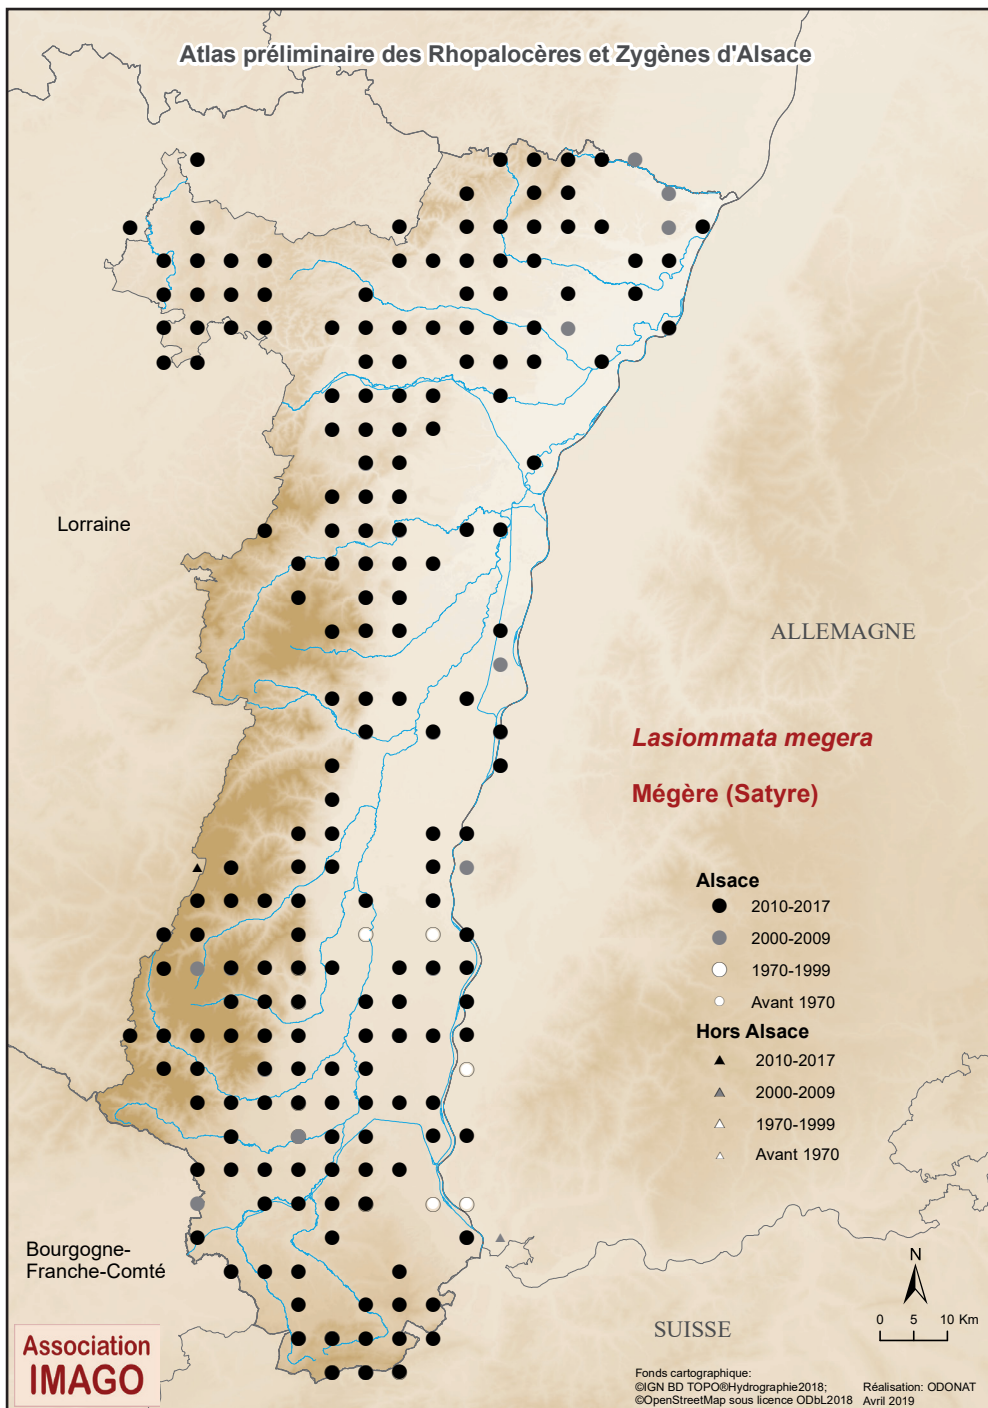 Atlas préliminaire des Rhopalocères et Zygènes d'Alsace
Lorraine
ALLEMAGNE
Lasiommata megera
Mégère (Satyre)
Alsace
2010-2017
2000-2009
1970-1999
Avant 1970
Hors Alsace
2010-2017
2000-2009
1970-1999
Avant 1970
Bourgogne-
Franche-Comté
N
0 5 10 Km
SUISSE
Association
IMAGO
Fonds cartographique:
©IGN BD TOPO®Hydrographie2018;
©OpenStreetMap sous licence ODbL2018
Réalisation: ODONAT
Avril 2019